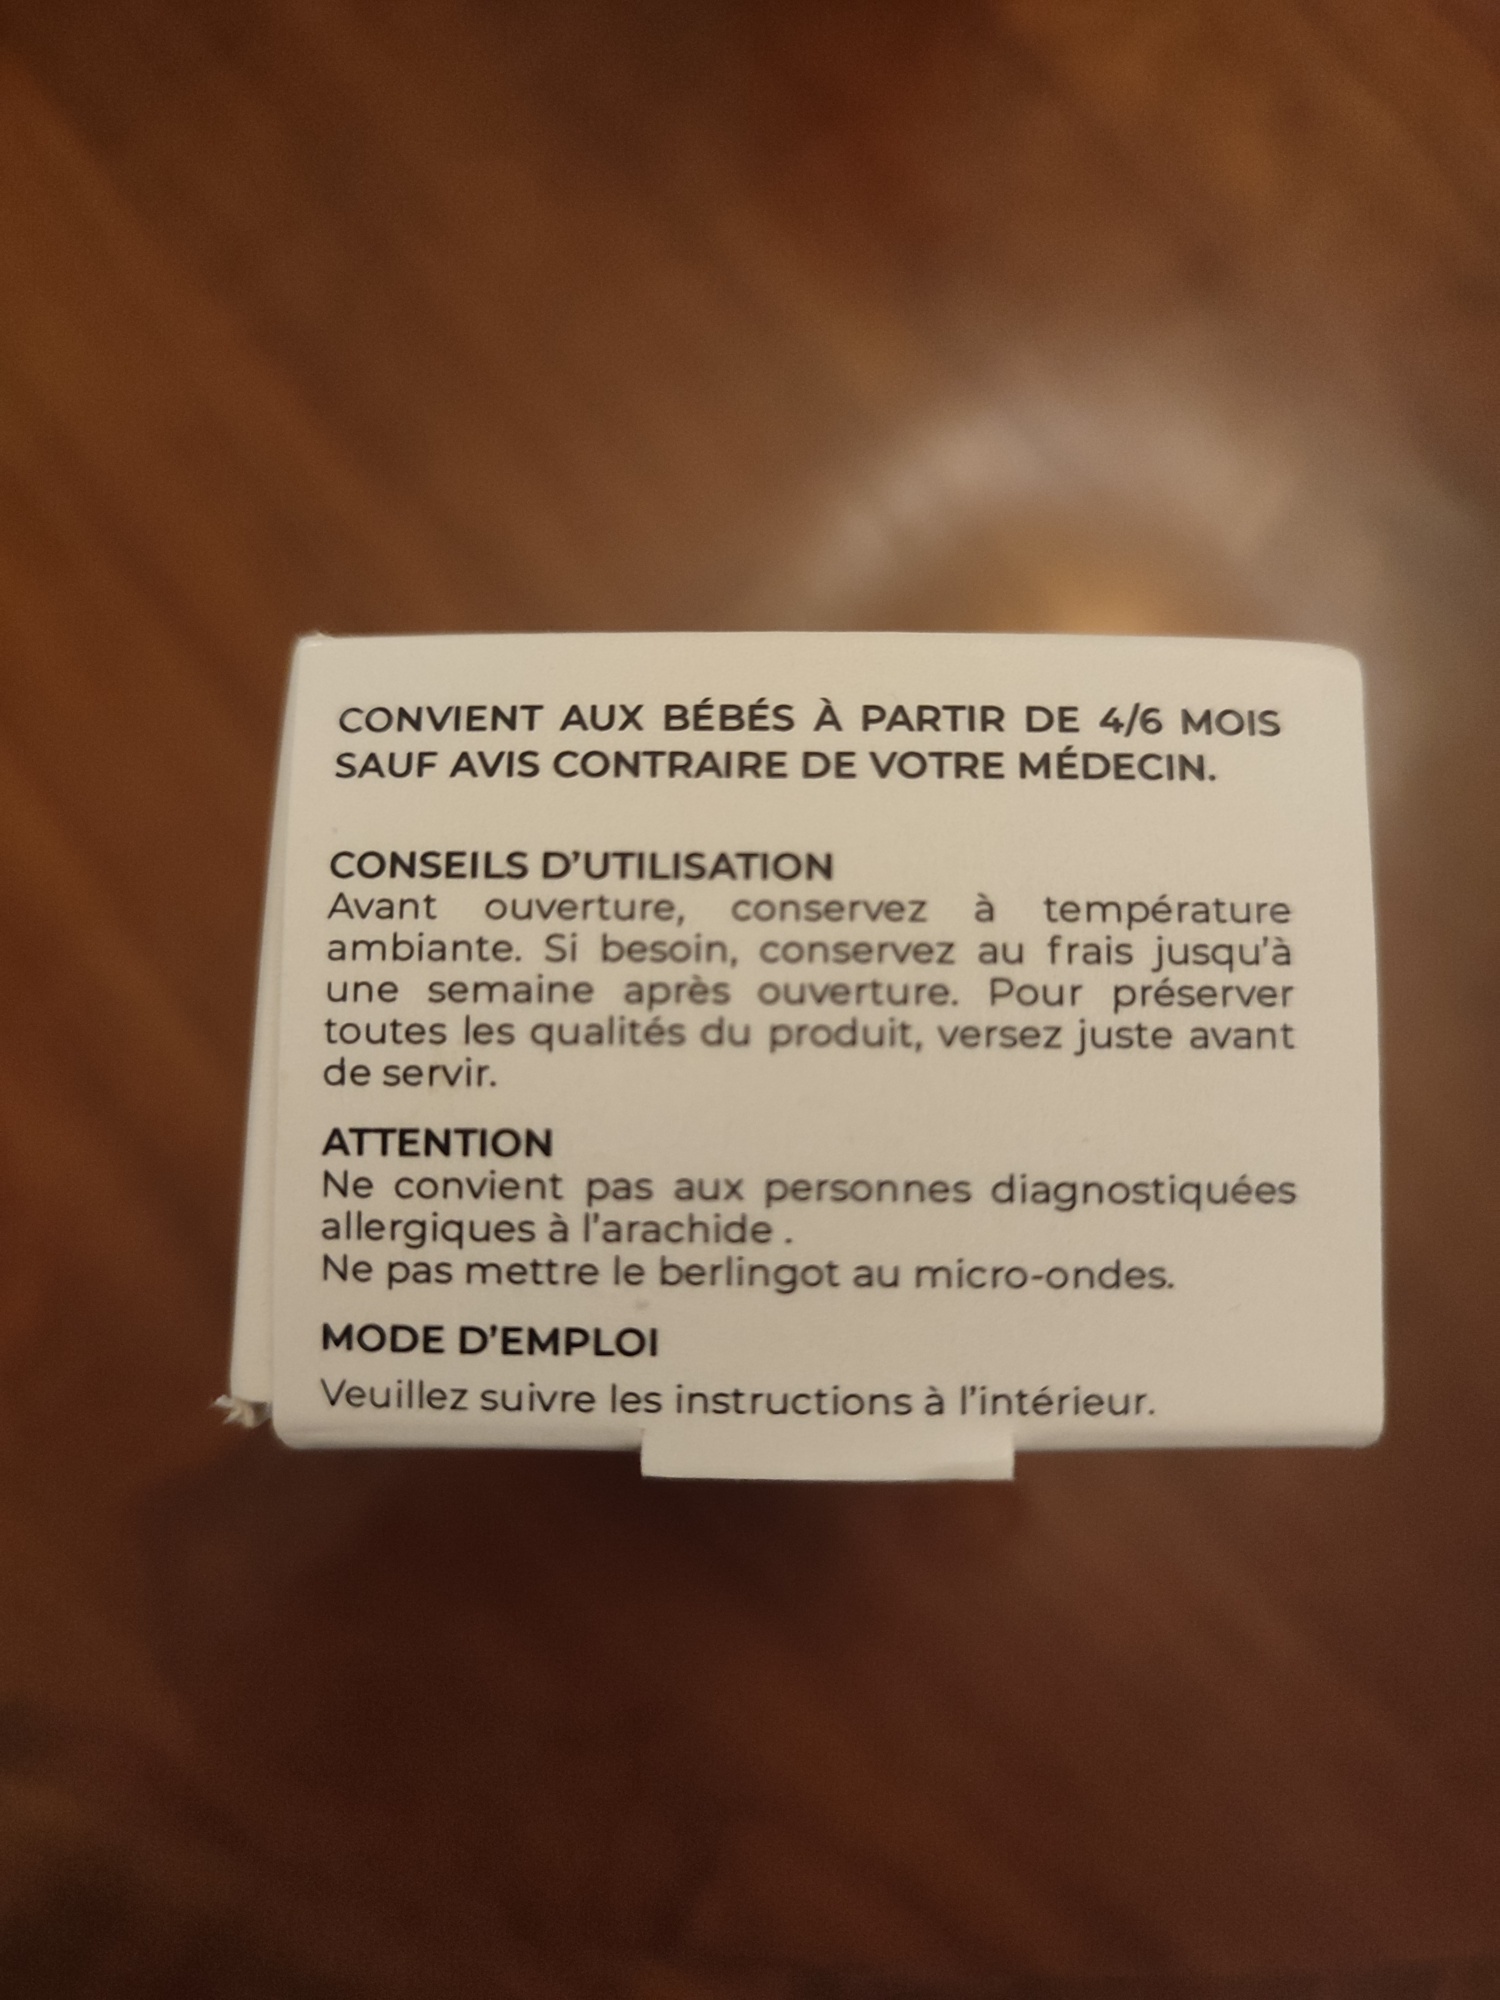 CONVIENT AUX BÉBÉS À PARTIR DE 4/6 MOIS
SAUF AVIS CONTRAIRE DE VOTRE MÉDECIN.
CONSEILS D'UTILISATION
Avant ouverture, conservez à température
ambiante. Si besoin, conservez au frais jusqu'à
une semaine après ouverture. Pour préserver
toutes les qualités du produit, versez juste avant
de servir.
ATTENTION
Ne convient pas aux personnes diagnostiquées
allergiques à l'arachide .
Ne pas mettre le berlingot au micro-ondes.
MODE D'EMPLOI
Veuillez suivre les instructions à l'intérieur.